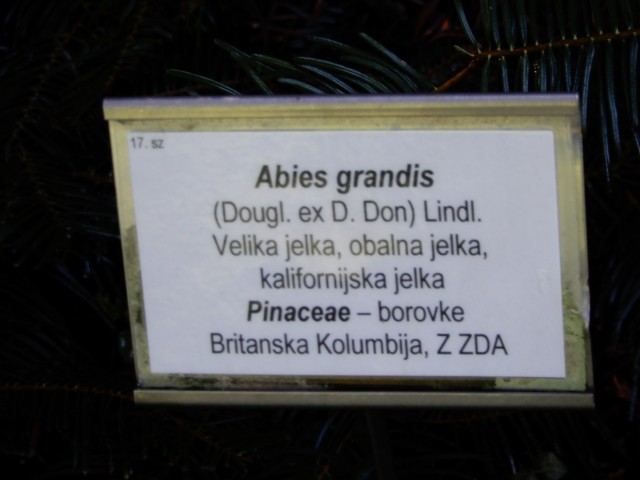 17. sz
Abies grandis
(Dougl. ex D. Don) Lindl.
Velika jelka, obalna jelka,
kalifornijska jelka
Pinaceae – borovke
Britanska Kolumbija, Z ZDA